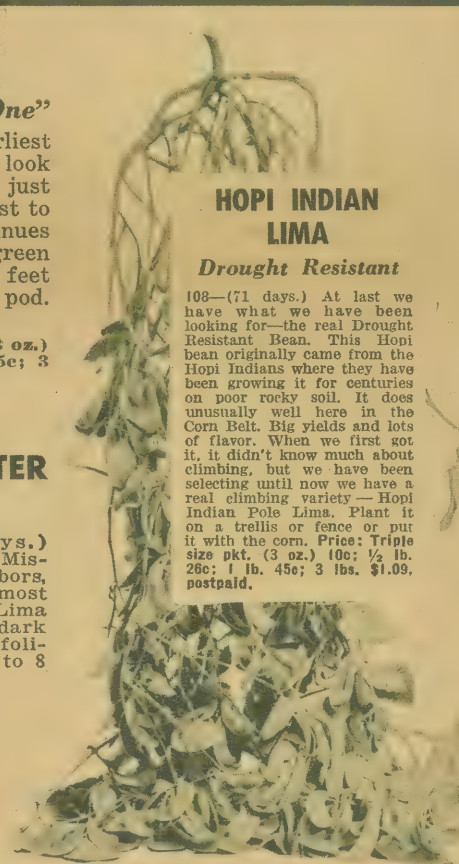 One”
rliest
look
just
st to
nues
green
feet
pod.
oz.)
5c; 3
TER
ys.)
Mis-
bors,
most
Lima
dark
foli-
to 8
HOPI INDIAN
LIMA
Drought Resistant
108—(71 days.) At last we
have what we have been
looking for—the real Drought
Resistant Bean. This Hopi
bean originally came from the
Hopi Indians where they have
been growing it for centuries
on poor rocky soil. It does
unusually well here in the
Corn Belt. Big yields and lots
of flavor. When we first got
it, it didn't know much about
climbing, but we have been
selecting until now we have a
real climbing variety — Hopi
Indian Pole Lima. Plant it
on a trellis or fence or put
it with the corn. Price: Triple
size pkt. (3 oz.) 10c; ½ lb.
26c; 1 lb. 45c; 3 lbs. $1.09,
postpaid.